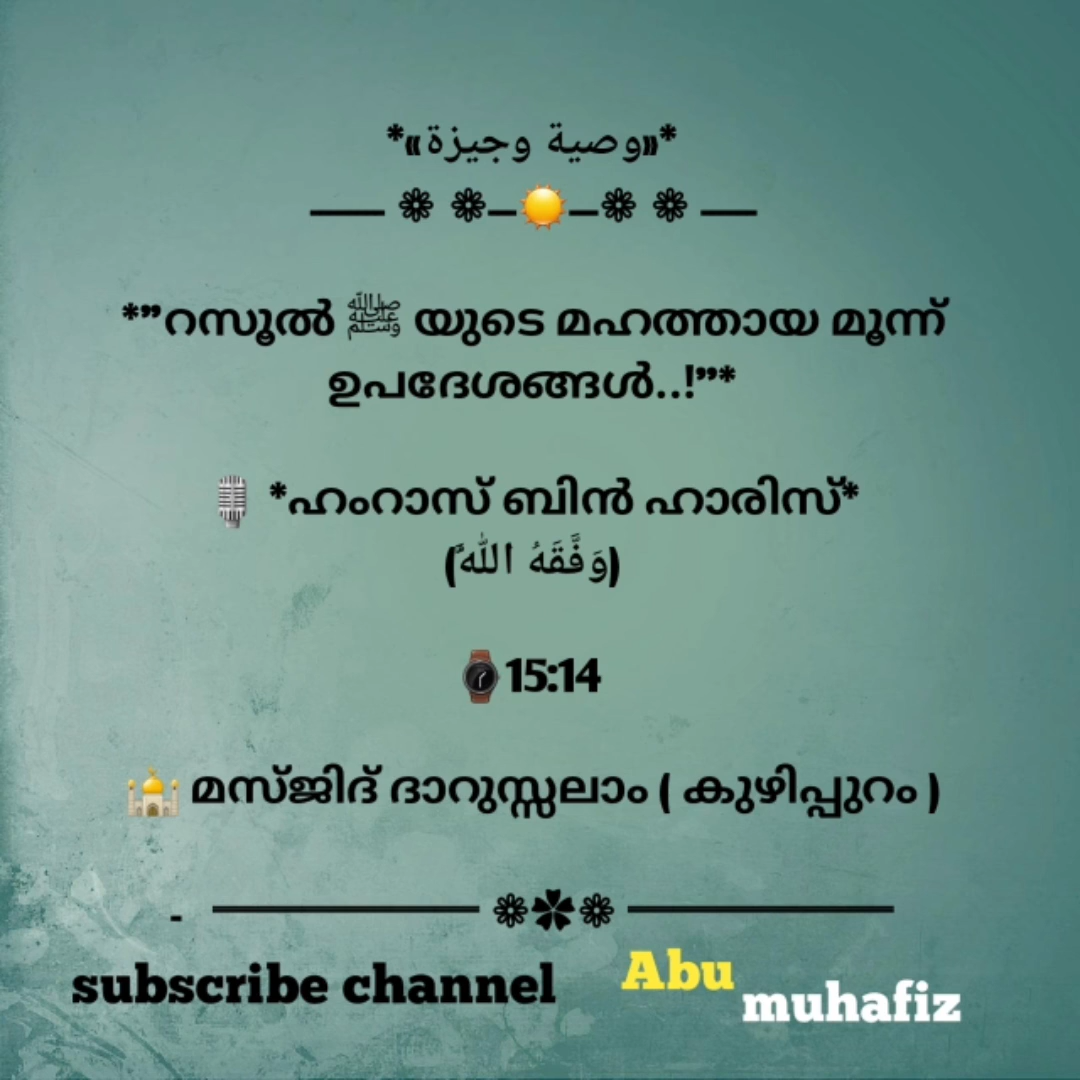 *«وصية وجيزة»*
—— ❁ ❁–☀️–❁ ❁ ——
*”റസൂൽ ﷺ യുടെ മഹത്തായ മൂന്ന്
ഉപദേശങ്ങൾ..!”*
🎙️ *ഹംറാസ് ബിൻ ഹാരിസ്*
(وَفَّقَهُ اللَّه)
⌚15:14
🕌 മസ്ജിദ് ദാറുസ്സലാം ( കുഴിപ്പുറം )
- ————— ❁✿❁ —————
subscribe channel Abu
muhafiz